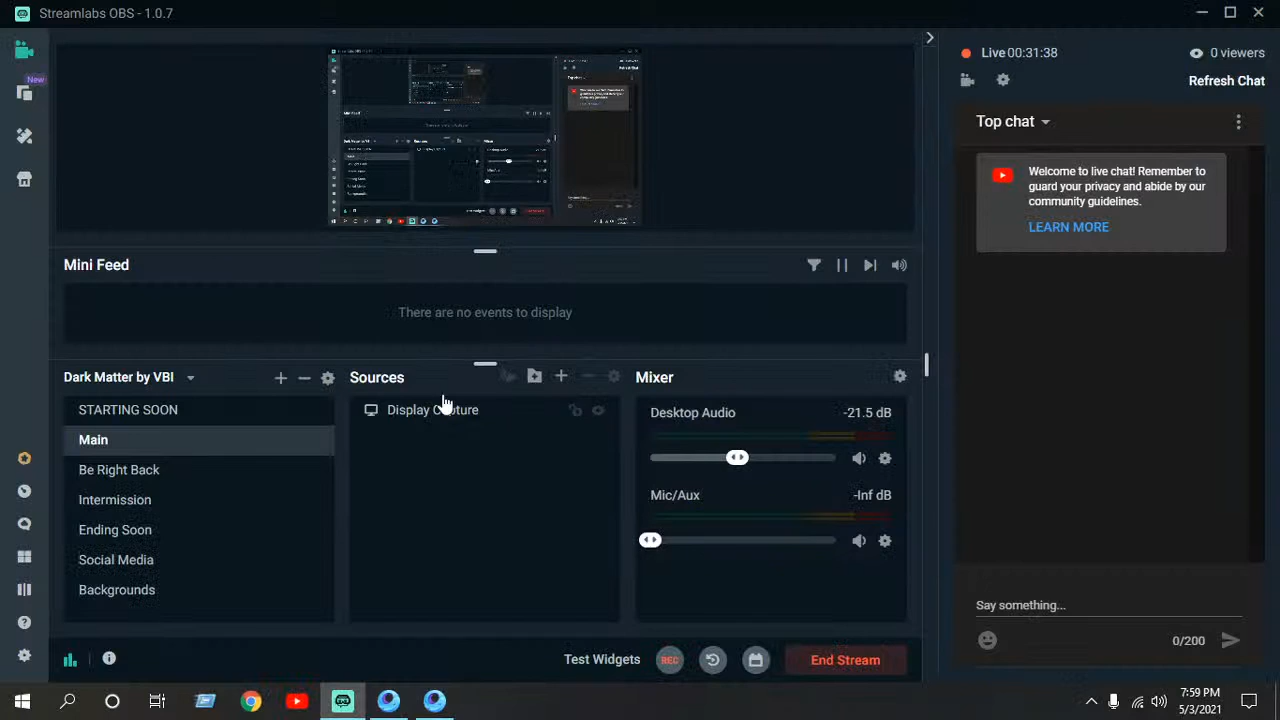 Streamlabs OBS - 1.0.7
New
Live 00:31:38
0 viewers
Refresh Chat
Top chat
Welcome to live chat! Remember to
guard your privacy and abide by our
community guidelines.
LEARN MORE
Mini Feed
There are no events to display
Dark Matter by VBI
STARTING SOON
Main
Be Right Back
Intermission
Ending Soon
Social Media
Backgrounds
Sources
Display Capture
Mixer
Desktop Audio
-21.5 dB
Mic/Aux
-Inf dB
Say something...
0/200
Test Widgets
REC
End Stream
7:59 PM
5/3/2021